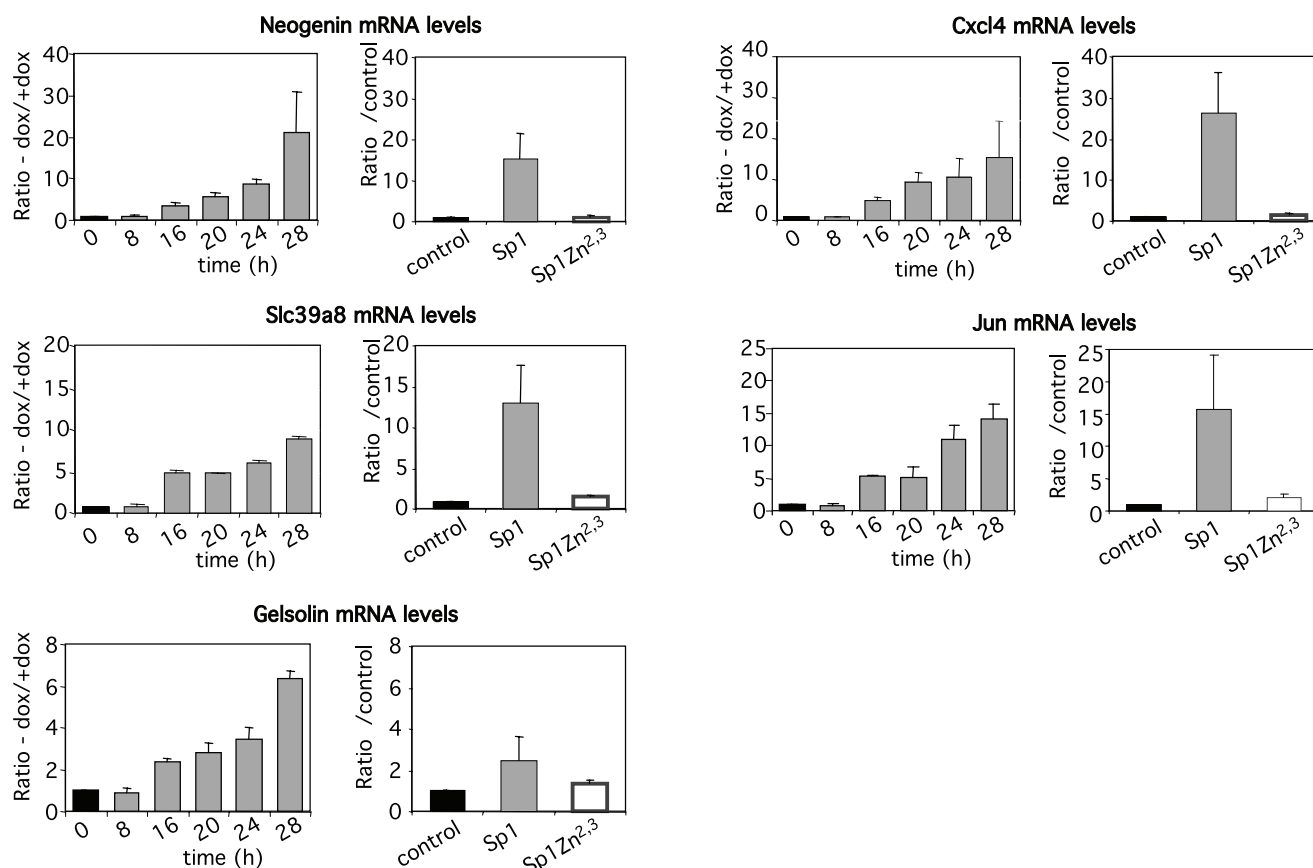 Neogenin mRNA levels
Ratio - dox/+dox
40
30
20
10
0
0 8 16 20 24 28
time (h)
Ratio /control
40
30
20
10
0
control Sp1 Sp1Zn2,3
Cxcl4 mRNA levels
Ratio - dox/+dox
40
30
20
10
0
0 8 16 20 24 28
time (h)
Ratio /control
40
30
20
10
0
control Sp1 Sp1Zn2,3
Slc39a8 mRNA levels
Ratio - dox/+dox
20
15
10
5
0
0 8 16 20 24 28
time (h)
Ratio /control
20
15
10
5
0
control Sp1 Sp1Zn2,3
Jun mRNA levels
Ratio - dox/+dox
25
20
15
10
5
0
0 8 16 20 24 28
time (h)
Ratio /control
25
20
15
10
5
0
control Sp1 Sp1Zn2,3
Gelsolin mRNA levels
Ratio - dox/+dox
8
6
4
2
0
0 8 16 20 24 28
time (h)
Ratio /control
8
6
4
2
0
control Sp1 Sp1Zn2,3